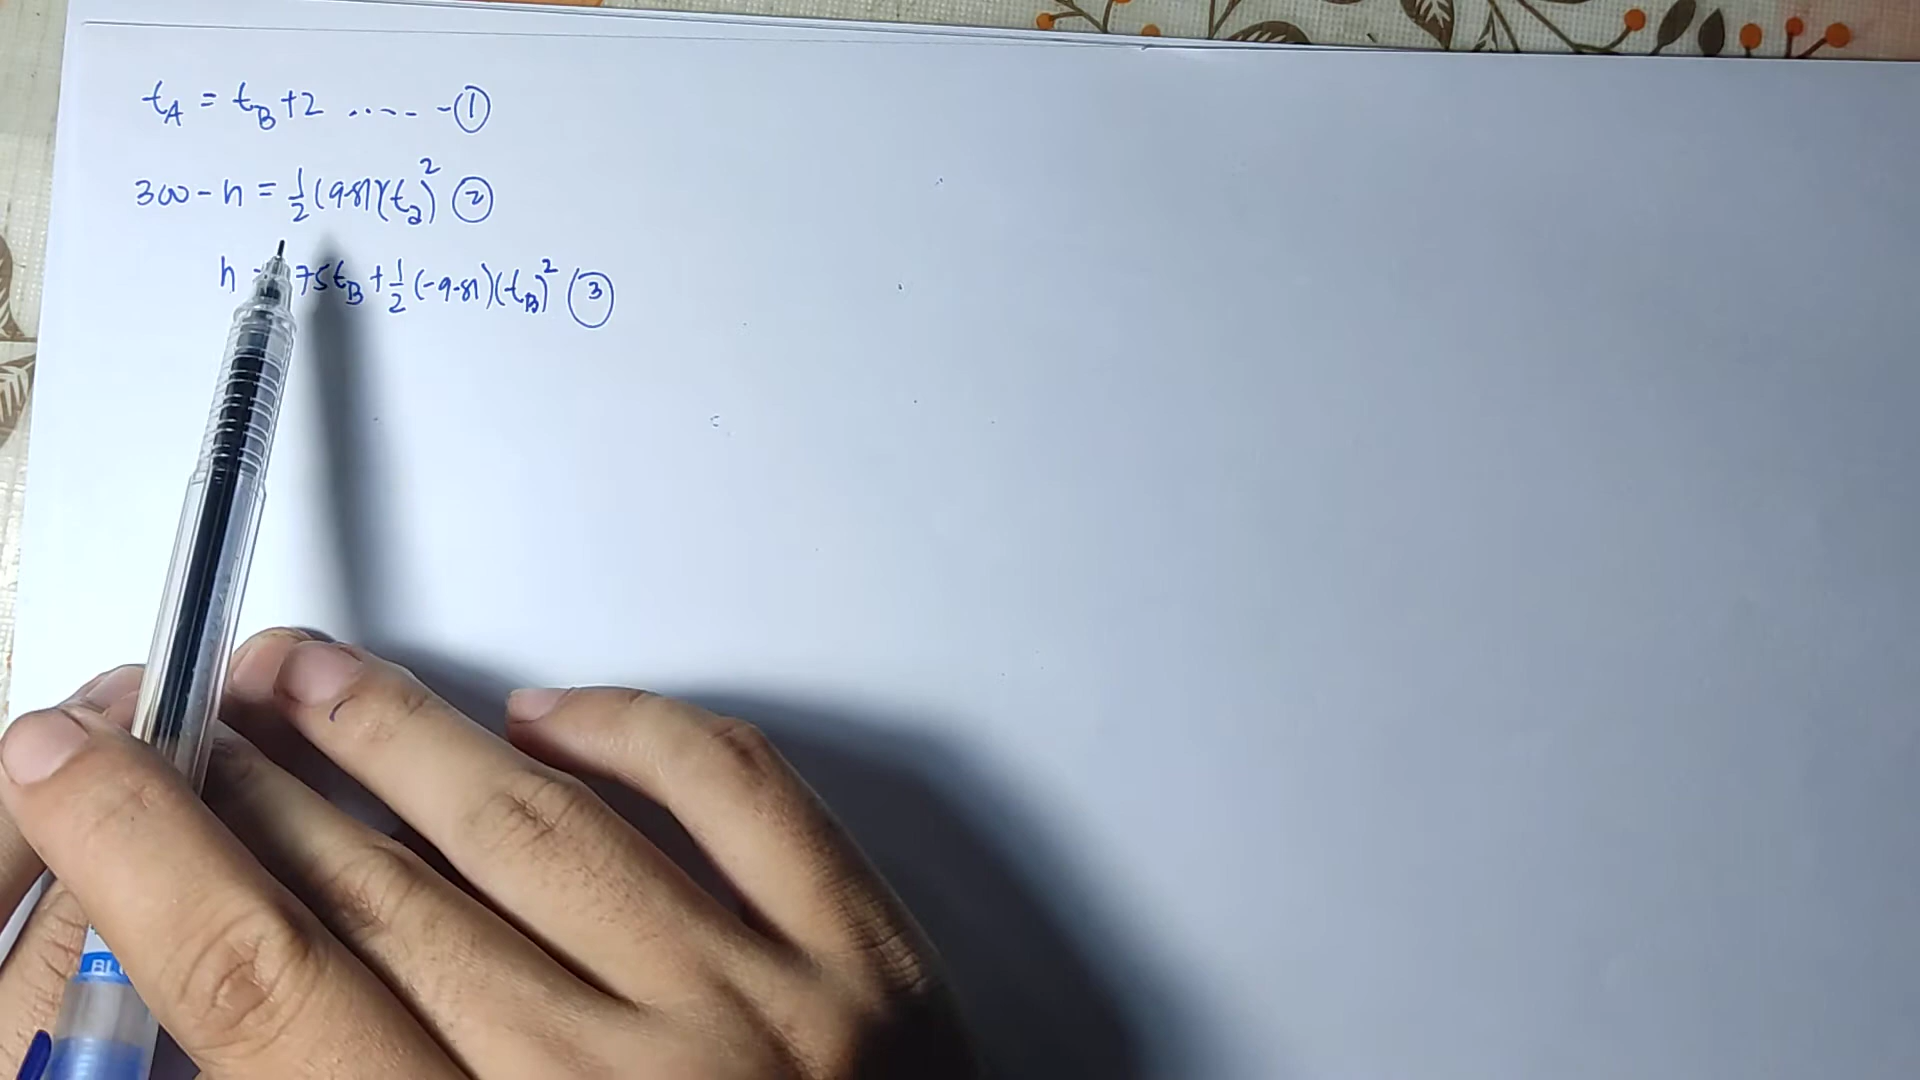 tA = tB+2 ..... -①
300-h = 1/2 (9.81)(ta)² ②
h = 75tB + 1/2 (-9.81)(tB)² ③